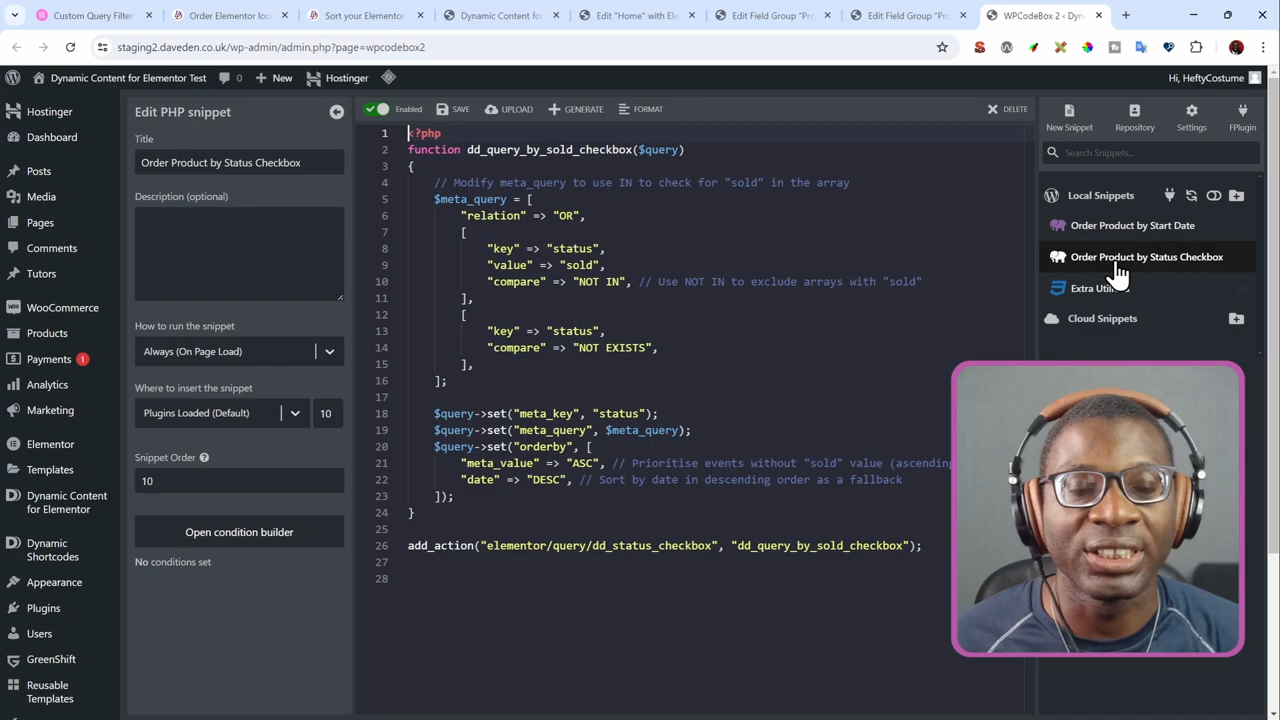 Custom Query Filter
Order Elementor loo
Sort your Elementor
Dynamic Content fo
Edit "Home" with El
Edit Field Group "Pr
Edit Field Group "Pr
WPCodeBox 2 ‹ Dyn
staging2.daveden.co.uk/wp-admin/admin.php?page=wpcodebox2
Dynamic Content for Elementor Test
0
New
Hostinger
Hi, HeftyCostume
Hostinger
Dashboard
Posts
Media
Pages
Comments
Tutors
WooCommerce
Products
Payments 1
Analytics
Marketing
Elementor
Templates
Dynamic Content
for Elementor
Dynamic
Shortcodes
Appearance
Plugins
Users
GreenShift
Reusable
Templates
Edit PHP snippet
Title
Order Product by Status Checkbox
Description (optional)
How to run the snippet
Always (On Page Load)
Where to insert the snippet
Plugins Loaded (Default)
10
Snippet Order
10
Open condition builder
No conditions set
Enabled
SAVE
UPLOAD
GENERATE
FORMAT
DELETE
1 <?php
2 function dd_query_by_sold_checkbox($query)
3 {
4 // Modify meta_query to use IN to check for "sold" in the array
5 $meta_query = [
6 "relation" => "OR",
7 [
8 "key" => "status",
9 "value" => "sold",
10 "compare" => "NOT IN", // Use NOT IN to exclude arrays with "sold"
11 ],
12 [
13 "key" => "status",
14 "compare" => "NOT EXISTS",
15 ],
16 ];
17
18 $query->set("meta_key", "status");
19 $query->set("meta_query", $meta_query);
20 $query->set("orderby", [
21 "meta_value" => "ASC", // Prioritise events without "sold" value (ascending
22 "date" => "DESC", // Sort by date in descending order as a fallback
23 ]);
24 }
25
26 add_action("elementor/query/dd_status_checkbox", "dd_query_by_sold_checkbox");
27
28
New Snippet
Repository
Settings
FPlugin
Search Snippets...
Local Snippets
Order Product by Start Date
Order Product by Status Checkbox
Extra Utili
Cloud Snippets